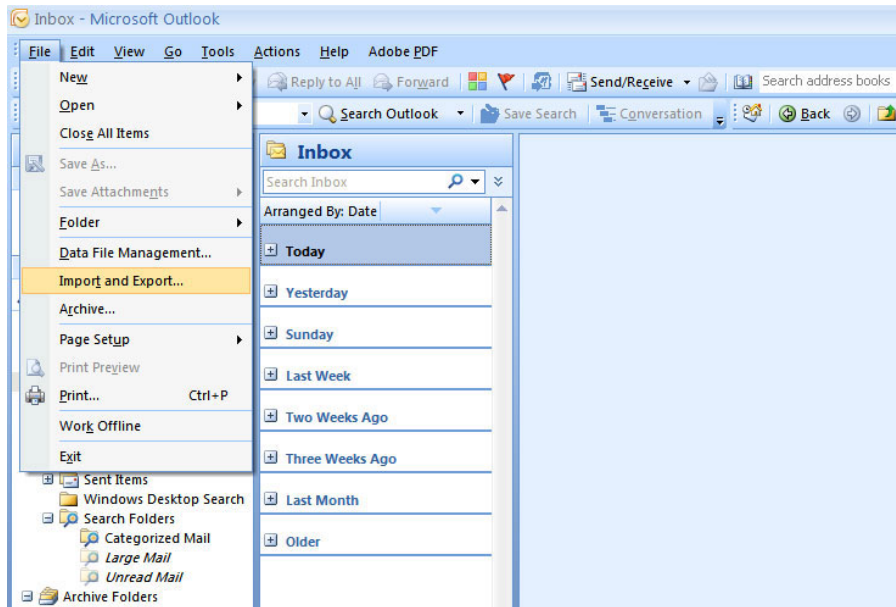 Inbox - Microsoft Outlook
File Edit View Go Tools Actions Help Adobe PDF
Reply to All Forward Send/Receive Search address books
Search Outlook Save Search Conversation Back
New
Open
Close All Items
Save As...
Save Attachments
Folder
Data File Management...
Import and Export...
Archive...
Page Setup
Print Preview
Print... Ctrl+P
Work Offline
Exit
Sent Items
Windows Desktop Search
Search Folders
Categorized Mail
Large Mail
Unread Mail
Archive Folders
Inbox
Search Inbox
Arranged By: Date
Today
Yesterday
Sunday
Last Week
Two Weeks Ago
Three Weeks Ago
Last Month
Older